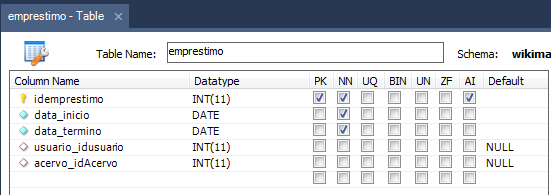 emprestimo - Table
Table Name: emprestimo Schema: wikima
Column Name Datatype PK NN UQ BIN UN ZF AI Default
idemprestimo INT(11)
data_inicio DATE
data_termino DATE
usuario_idusuario INT(11) NULL
acervo_idAcervo INT(11) NULL